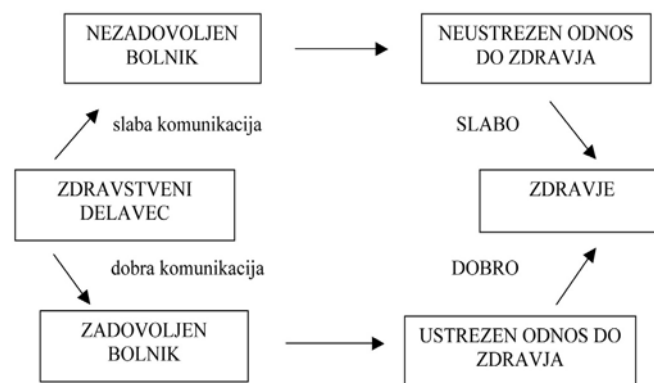 NEZADOVOLJEN
BOLNIK
NEUSTREZEN ODNOS
DO ZDRAVJA
slaba komunikacija
SLABO
ZDRAVSTVENI
DELAVEC
ZDRAVJE
dobra komunikacija
DOBRO
ZADOVOLJEN
BOLNIK
USTREZEN ODNOS DO
ZDRAVJA